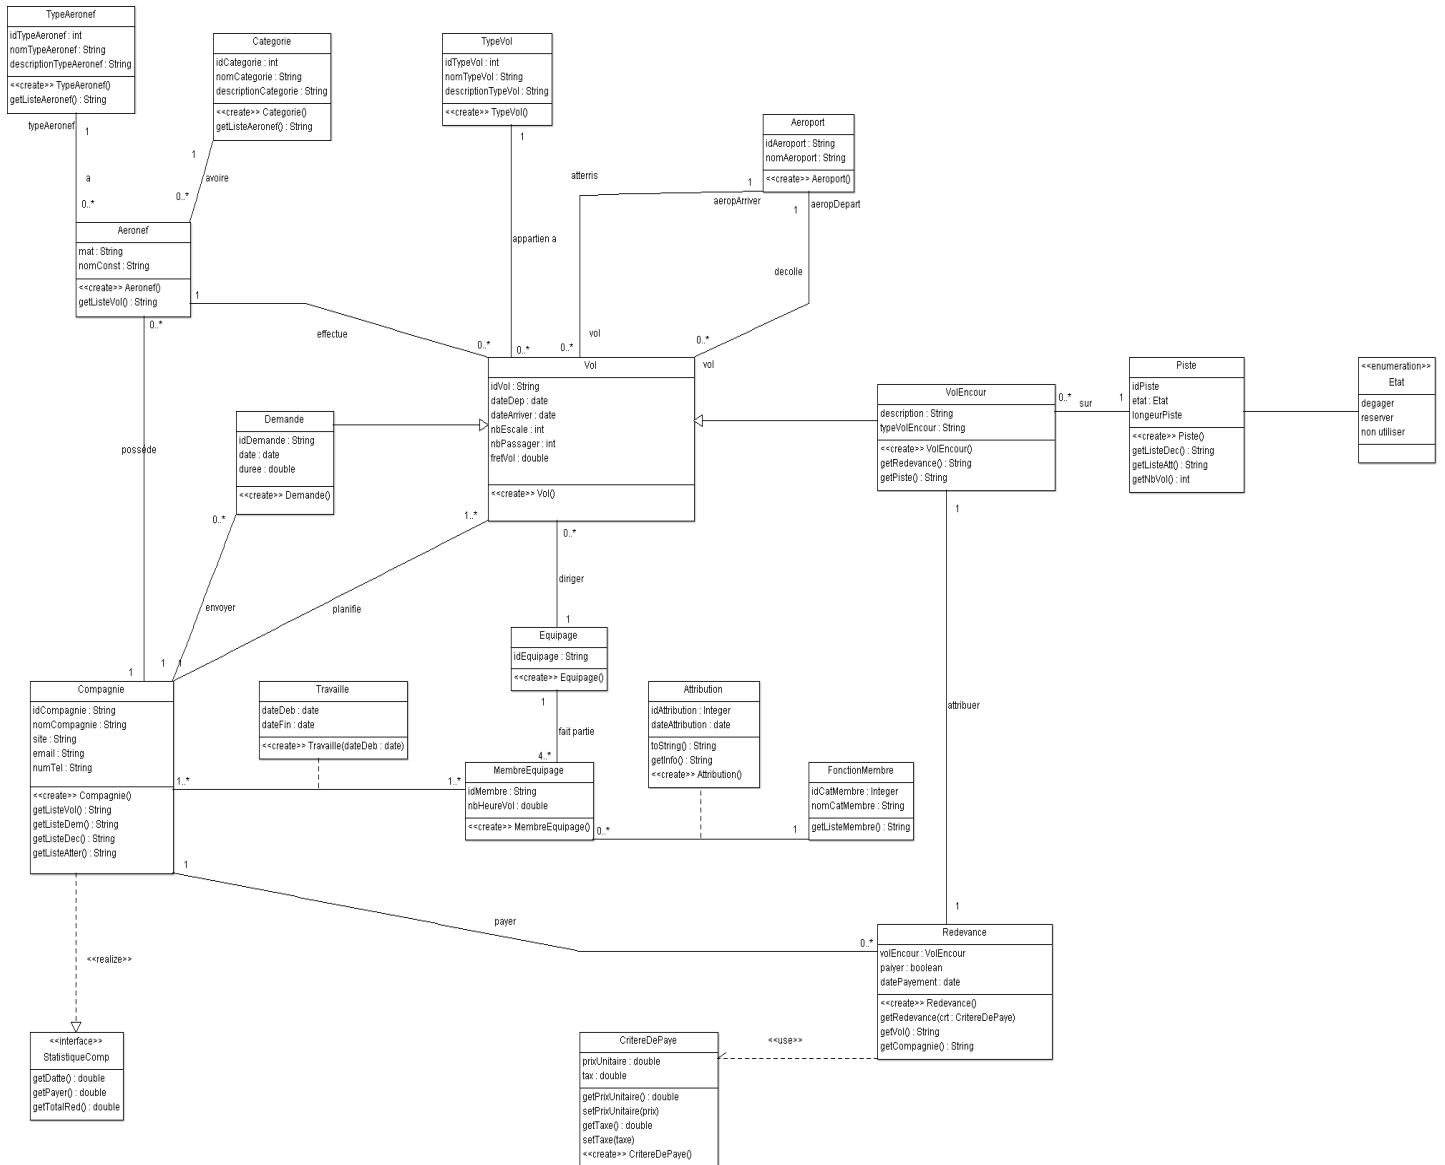 TypeAeronef
idTypeAeronef : int
nomTypeAeronef : String
descriptionTypeAeronef : String
<<create>> TypeAeronef()
getListeAeronef() : String
typeAeronef
1
a
0..*
Categorie
idCategorie : int
nomCategorie : String
descriptionCategorie : String
<<create>> Categorie()
getListeAeronef() : String
1
avoire
0..*
TypeVol
idTypeVol : int
nomTypeVol : String
descriptionTypeVol : String
<<create>> TypeVol()
1
appartien a
0..*
Aeroport
idAeroport : String
nomAeroport : String
<<create>> Aeroport()
atterris
1
aeropArriver
1
aeropDepart
decolle
vol
0..*
0..*
vol
Aeronef
mat : String
nomConst : String
<<create>> Aeronef()
getListeVol() : String
1
effectue
0..*
0..*
posséde
1
Vol
idVol : String
dateDep : date
dateArriver : date
nbEscale : int
nbPassager : int
fretVol : double
<<create>> Vol()
Demande
idDemande : String
date : date
duree : double
<<create>> Demande()
0..*
envoyer
1
1..*
planifie
1
VolEncour
description : String
typeVolEncour : String
<<create>> VolEncour()
getRedevance() : String
getPiste() : String
0..*
sur
1
Piste
idPiste
etat : Etat
longeurPiste
<<create>> Piste()
getListeDec() : String
getListeAtt() : String
getNbVol() : int
<<enumeration>>
Etat
degager
reserver
non utiliser
0..*
diriger
1
Equipage
idEquipage : String
<<create>> Equipage()
1
fait partie
4..*
1
attribuer
1
Compagnie
idCompagnie : String
nomCompagnie : String
site : String
email : String
numTel : String
<<create>> Compagnie()
getListeVol() : String
getListeDem() : String
getListeDec() : String
getListeAtter() : String
Travaille
dateDeb : date
dateFin : date
<<create>> Travaille(dateDeb : date)
1..*
1..*
MembreEquipage
idMembre : String
nbHeureVol : double
<<create>> MembreEquipage()
Attribution
idAttribution : Integer
dateAttribution : date
toString() : String
getInfo() : String
<<create>> Attribution()
0..*
1
FonctionMembre
idCatMembre : Integer
nomCatMembre : String
getListeMembre() : String
1
payer
0..*
<<realize>>
<<interface>>
StatistiqueComp
getDatte() : double
getPayer() : double
getTotalRed() : double
Redevance
volEncour : VolEncour
paiyer : boolean
datePayement : date
<<create>> Redevance()
getRedevance(crt : CritereDePaye)
getVol() : String
getCompagnie() : String
<<use>>
CritereDePaye
prixUnitaire : double
tax : double
getPrixUnitaire() : double
setPrixUnitaire(prix)
getTaxe() : double
setTaxe(taxe)
<<create>> CritereDePaye()